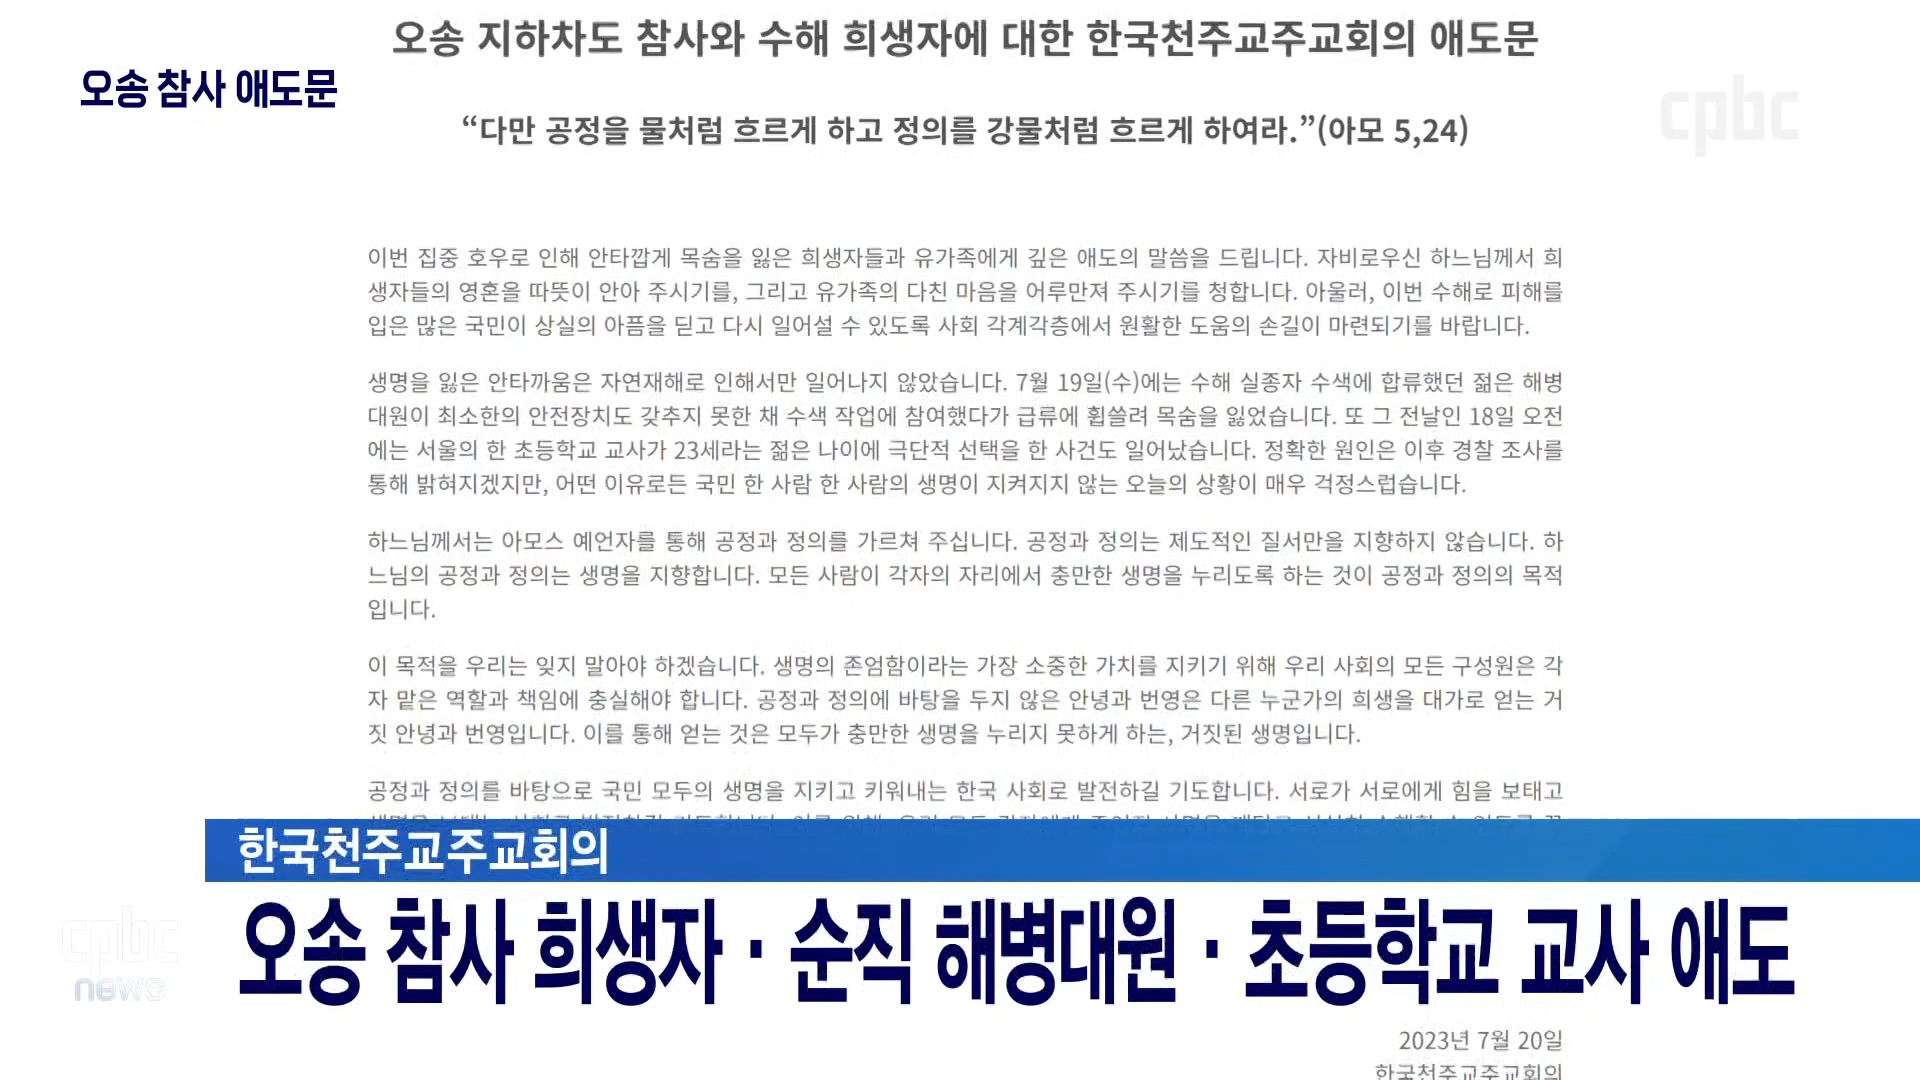 오송 지하차도 참사와 수해 희생자에 대한 한국천주교주교회의 애도문
오송 참사 애도문
cpbc
“다만 공정을 물처럼 흐르게 하고 정의를 강물처럼 흐르게 하여라.”(아모 5,24)
이번 집중 호우로 인해 안타깝게 목숨을 잃은 희생자들과 유가족에게 깊은 애도의 말씀을 드립니다. 자비로우신 하느님께서 희
생자들의 영혼을 따뜻이 안아 주시기를, 그리고 유가족의 다친 마음을 어루만져 주시기를 청합니다. 아울러, 이번 수해로 피해를
입은 많은 국민이 상실의 아픔을 딛고 다시 일어설 수 있도록 사회 각계각층에서 원활한 도움의 손길이 마련되기를 바랍니다.
생명을 잃은 안타까움은 자연재해로 인해서만 일어나지 않았습니다. 7월 19일(수)에는 수해 실종자 수색에 합류했던 젊은 해병
대원이 최소한의 안전장치도 갖추지 못한 채 수색 작업에 참여했다가 급류에 휩쓸려 목숨을 잃었습니다. 또 그 전날인 18일 오전
에는 서울의 한 초등학교 교사가 23세라는 젊은 나이에 극단적 선택을 한 사건도 일어났습니다. 정확한 원인은 이후 경찰 조사를
통해 밝혀지겠지만, 어떤 이유로든 국민 한 사람 한 사람의 생명이 지켜지지 않는 오늘의 상황이 매우 걱정스럽습니다.
하느님께서는 아모스 예언자를 통해 공정과 정의를 가르쳐 주십니다. 공정과 정의는 제도적인 질서만을 지향하지 않습니다. 하
느님의 공정과 정의는 생명을 지향합니다. 모든 사람이 각자의 자리에서 충만한 생명을 누리도록 하는 것이 공정과 정의의 목적
입니다.
이 목적을 우리는 잊지 말아야 하겠습니다. 생명의 존엄함이라는 가장 소중한 가치를 지키기 위해 우리 사회의 모든 구성원은 각
자 맡은 역할과 책임에 충실해야 합니다. 공정과 정의에 바탕을 두지 않은 안녕과 번영은 다른 누군가의 희생을 대가로 얻는 거
짓 안녕과 번영입니다. 이를 통해 얻는 것은 모두가 충만한 생명을 누리지 못하게 하는, 거짓된 생명입니다.
공정과 정의를 바탕으로 국민 모두의 생명을 지키고 키워내는 한국 사회로 발전하길 기도합니다. 서로가 서로에게 힘을 보태고
한국천주교주교회의
오송 참사 희생자 · 순직 해병대원 · 초등학교 교사 애도
cpbc
news
2023년 7월 20일
한국천주교주교회의